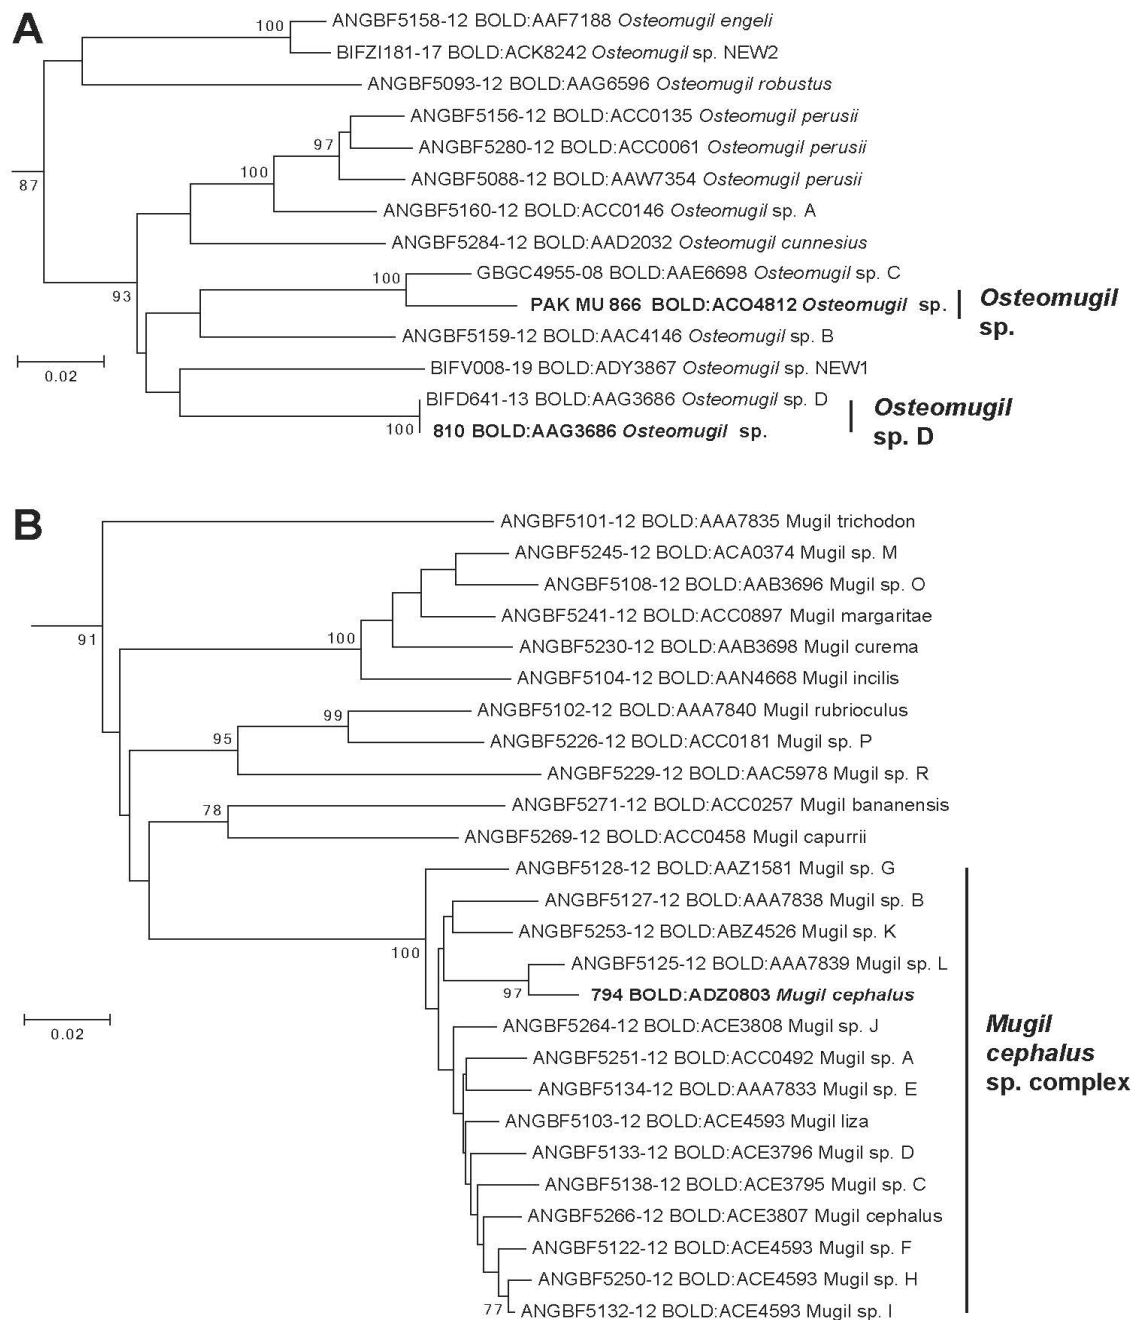 A
100
ANGBF5158-12 BOLD:AAF7188 Osteomugil engeli
BIFZI181-17 BOLD:ACK8242 Osteomugil sp. NEW2
ANGBF5093-12 BOLD:AAG6596 Osteomugil robustus
ANGBF5156-12 BOLD:ACC0135 Osteomugil perusii
97
ANGBF5280-12 BOLD:ACC0061 Osteomugil perusii
87
100
ANGBF5088-12 BOLD:AAW7354 Osteomugil perusii
ANGBF5160-12 BOLD:ACC0146 Osteomugil sp. A
ANGBF5284-12 BOLD:AAD2032 Osteomugil cunnesius
93
100
GBGC4955-08 BOLD:AAE6698 Osteomugil sp. C
PAK MU 866 BOLD:ACO4812 Osteomugil sp.
Osteomugil
sp.
ANGBF5159-12 BOLD:AAC4146 Osteomugil sp. B
0.02
BIFV008-19 BOLD:ADY3867 Osteomugil sp. NEW1
BIFD641-13 BOLD:AAG3686 Osteomugil sp. D
100
810 BOLD:AAG3686 Osteomugil sp.
Osteomugil
sp. D
B
ANGBF5101-12 BOLD:AAA7835 Mugil trichodon
ANGBF5245-12 BOLD:ACA0374 Mugil sp. M
ANGBF5108-12 BOLD:AAB3696 Mugil sp. O
ANGBF5241-12 BOLD:ACC0897 Mugil margaritae
91
100
ANGBF5230-12 BOLD:AAB3698 Mugil curema
ANGBF5104-12 BOLD:AAN4668 Mugil incilis
99
ANGBF5102-12 BOLD:AAA7840 Mugil rubrioculus
95
ANGBF5226-12 BOLD:ACC0181 Mugil sp. P
ANGBF5229-12 BOLD:AAC5978 Mugil sp. R
78
ANGBF5271-12 BOLD:ACC0257 Mugil bananensis
ANGBF5269-12 BOLD:ACC0458 Mugil capurrii
ANGBF5128-12 BOLD:AAZ1581 Mugil sp. G
ANGBF5127-12 BOLD:AAA7838 Mugil sp. B
ANGBF5253-12 BOLD:ABZ4526 Mugil sp. K
100
ANGBF5125-12 BOLD:AAA7839 Mugil sp. L
97
794 BOLD:ADZ0803 Mugil cephalus
0.02
ANGBF5264-12 BOLD:ACE3808 Mugil sp. J
ANGBF5251-12 BOLD:ACC0492 Mugil sp. A
ANGBF5134-12 BOLD:AAA7833 Mugil sp. E
Mugil
cephalus
sp. complex
ANGBF5103-12 BOLD:ACE4593 Mugil liza
ANGBF5133-12 BOLD:ACE3796 Mugil sp. D
ANGBF5138-12 BOLD:ACE3795 Mugil sp. C
ANGBF5266-12 BOLD:ACE3807 Mugil cephalus
ANGBF5122-12 BOLD:ACE4593 Mugil sp. F
ANGBF5250-12 BOLD:ACE4593 Mugil sp. H
77
ANGBF5132-12 BOLD:ACE4593 Mugil sp. I